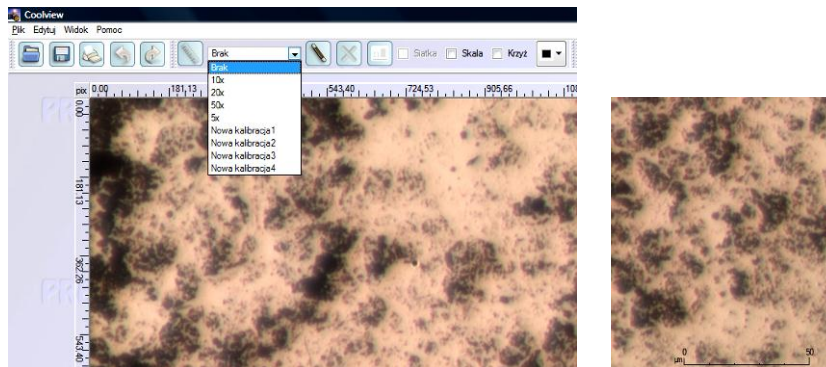 Coolview
Plik Edytuj Widok Pomoc
Brak Siatka Skala Krzyż
Brak
10x
20x
50x
5x
Nowa kalibracja1
Nowa kalibracja2
Nowa kalibracja3
Nowa kalibracja4
pix 0.00 181,13 543,40 724,53 905,66
0.00
181,13
362,26
543,40
0 50
µm